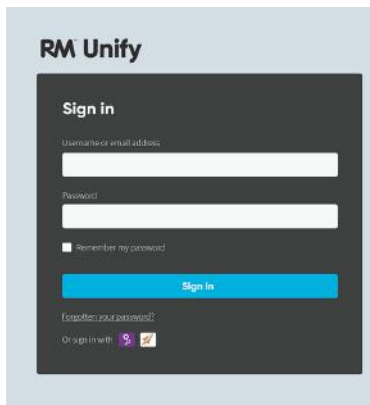 RM Unify
Sign in
Username or email address
Password
Remember my password
Sign in
Forgotten your password?
Or sign in with